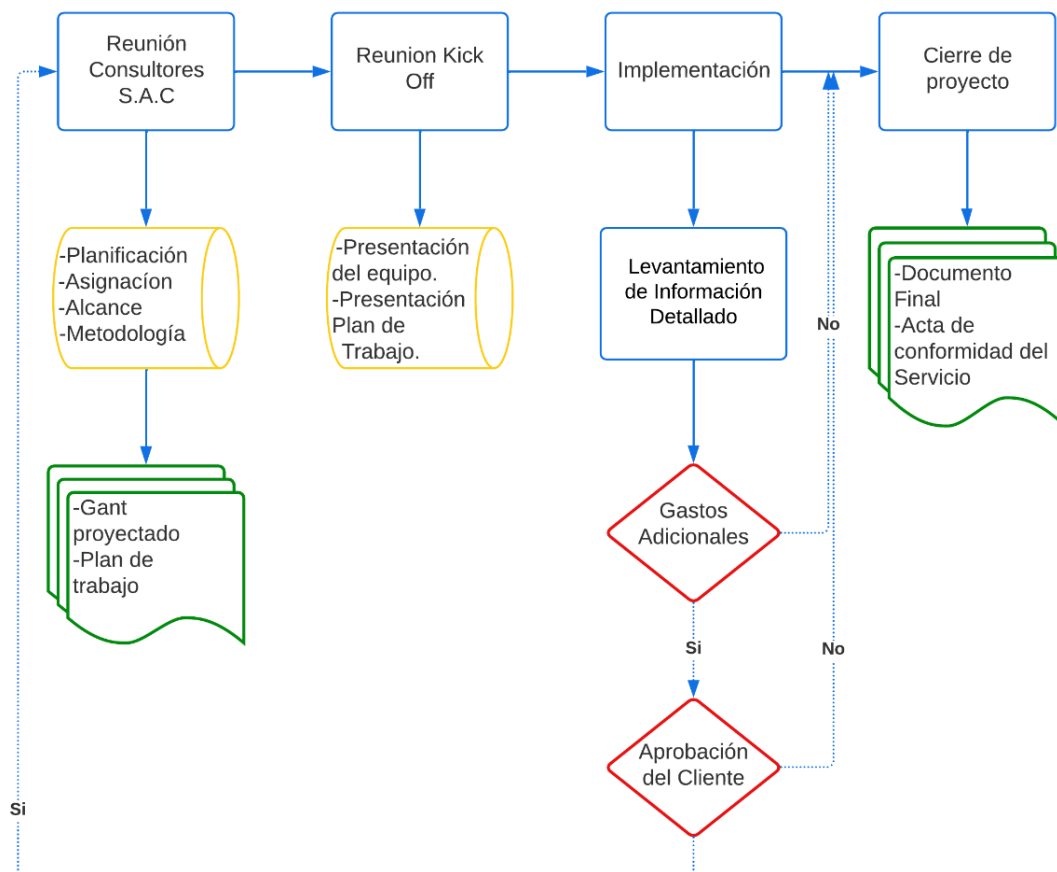 Reunión
Consultores
S.A.C
Reunion Kick
Off
Implementación
Cierre de
proyecto
-Planificación
-Asignacíon
-Alcance
-Metodología
-Presentación
del equipo.
-Presentación
Plan de
Trabajo.
Levantamiento
de Información
Detallado
No
-Documento
Final
-Acta de
conformidad del
Servicio
-Gant
proyectado
-Plan de
trabajo
Gastos
Adicionales
Si
No
Aprobación
del Cliente
Si